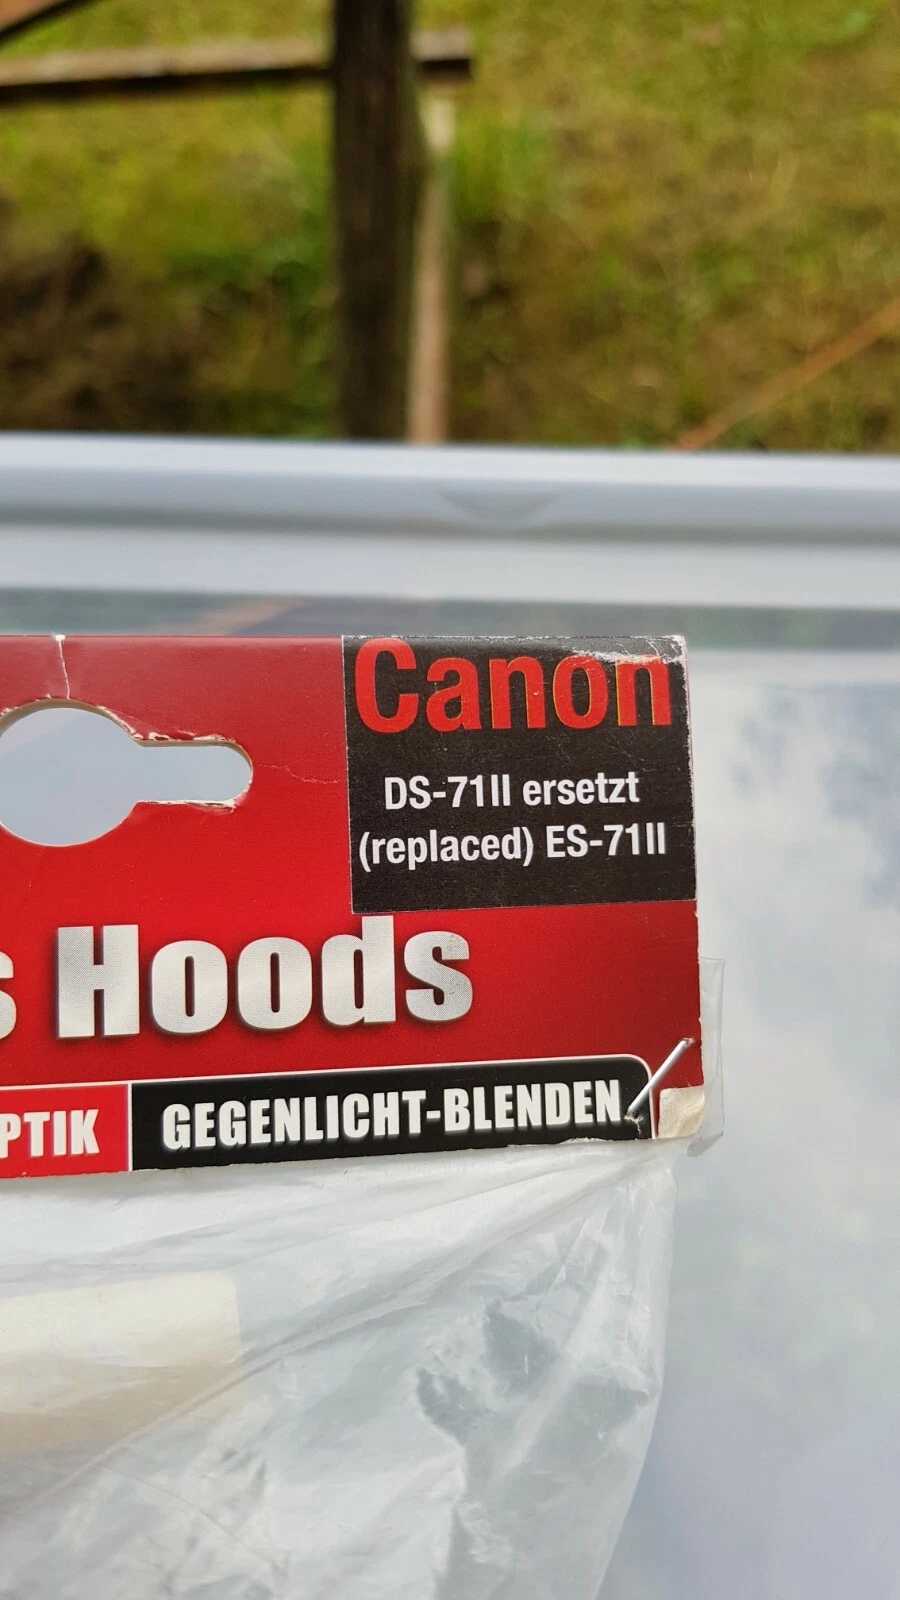 Canon
DS-71II ersetzt
(replaced) ES-71II
s Hoods
PTIK
GEGENLICHT-BLENDEN